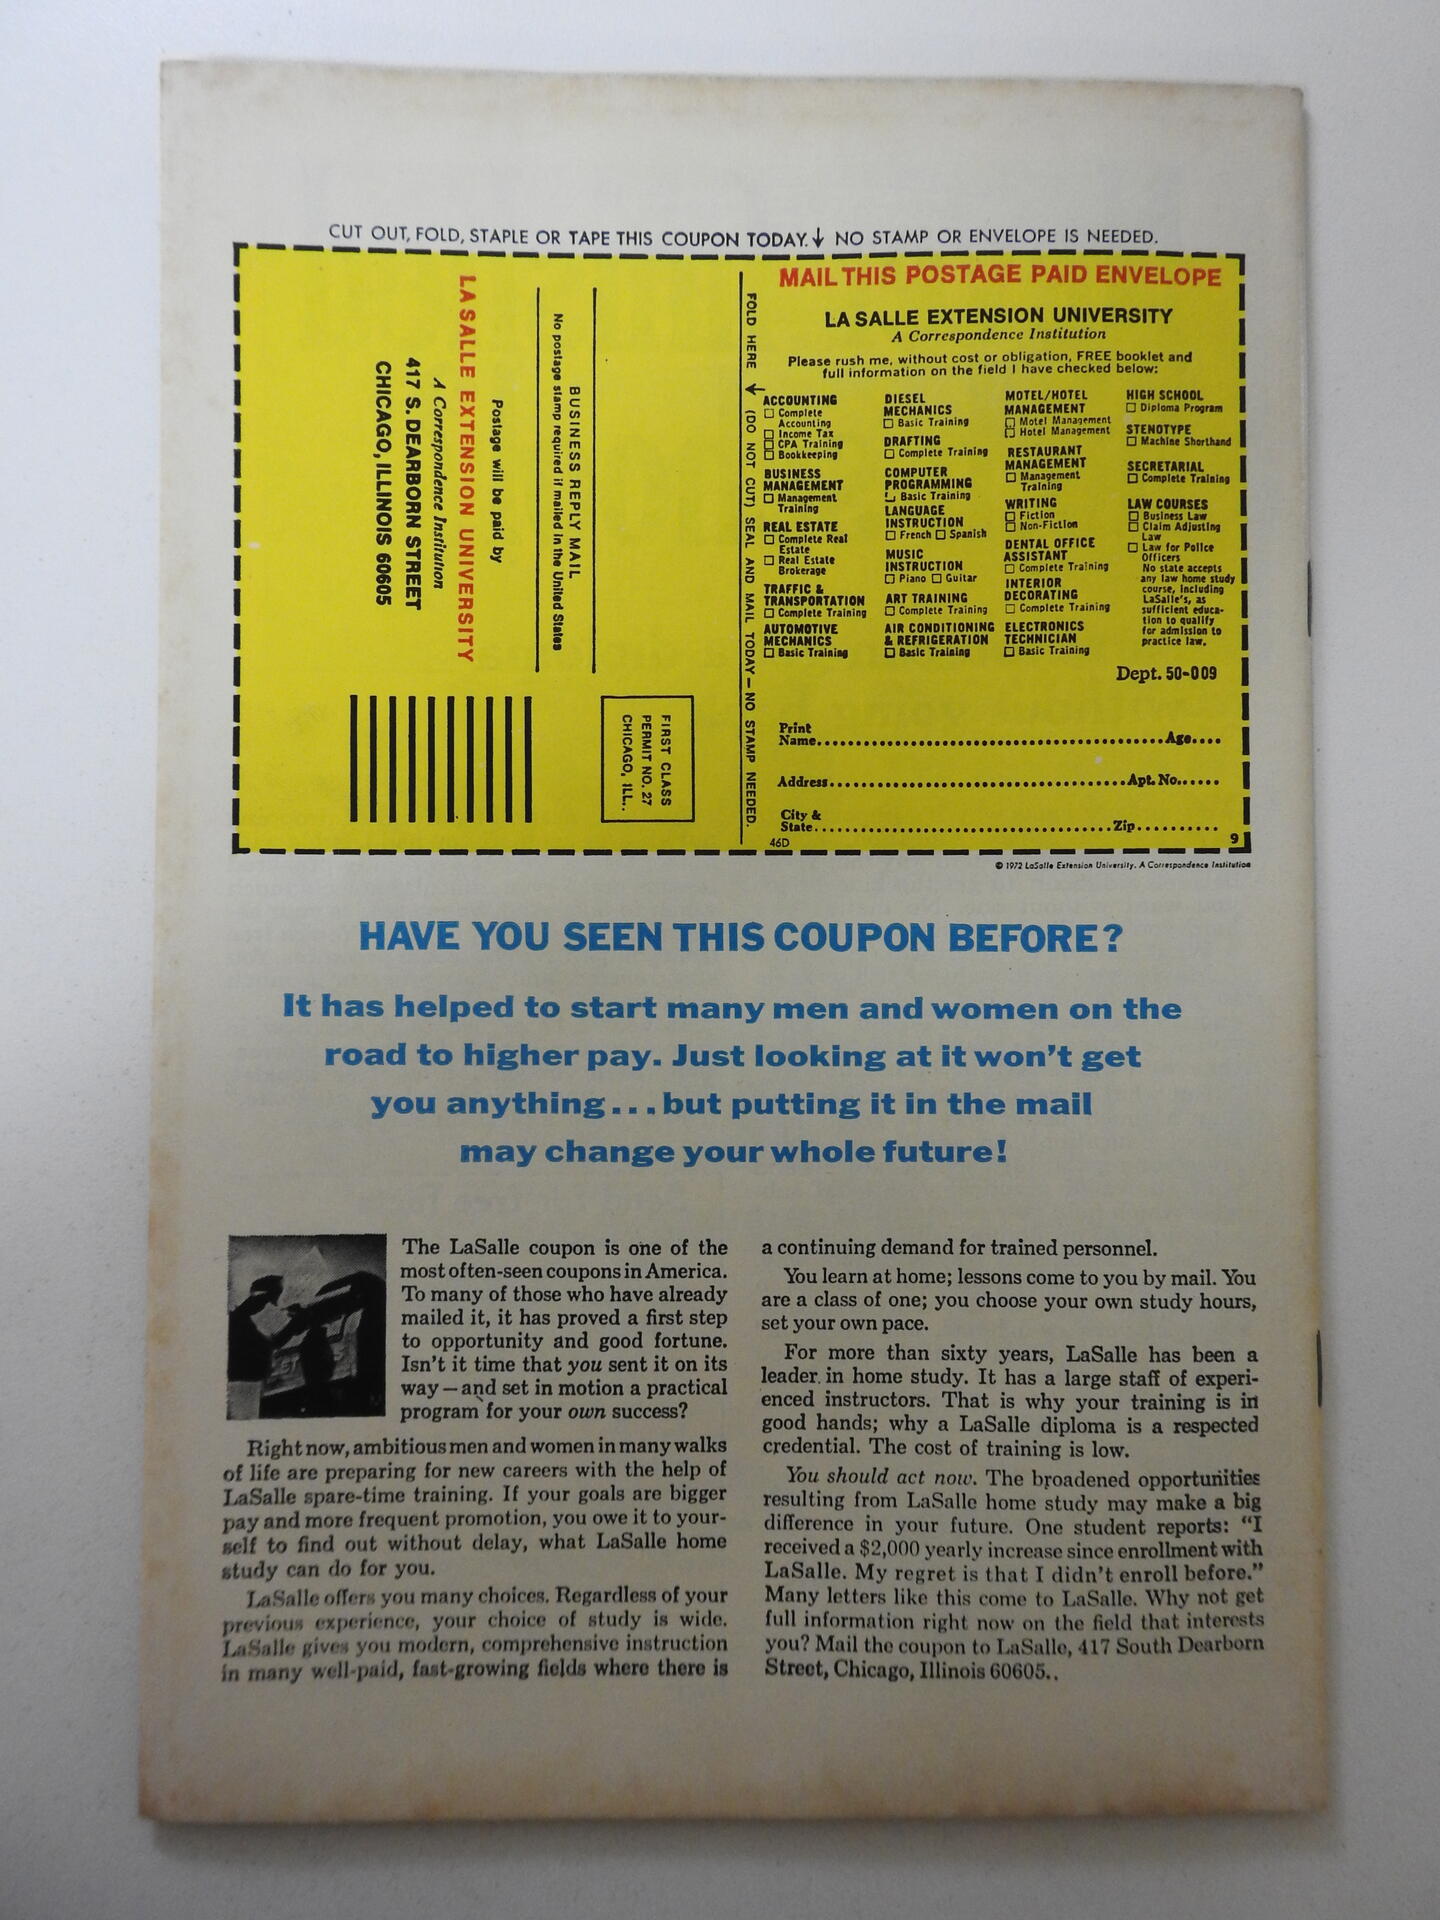 CUT OUT, FOLD, STAPLE OR TAPE THIS COUPON TODAY.↓ NO STAMP OR ENVELOPE IS NEEDED.
FIRST CLASS
PERMIT NO. 27
CHICAGO, ILL..
BUSINESS REPLY MAIL
No postage stamp required if mailed in the United States
Postage will be paid by
LA SALLE EXTENSION UNIVERSITY
A Correspondence Institution
417 S. DEARBORN STREET
CHICAGO, ILLINOIS 60605
FOLD HERE → (DO NOT CUT) SEAL AND MAIL TODAY — NO STAMP NEEDED.
MAIL THIS POSTAGE PAID ENVELOPE
LA SALLE EXTENSION UNIVERSITY
A Correspondence Institution
Please rush me, without cost or obligation, FREE booklet and
full information on the field I have checked below:
ACCOUNTING
☐ Complete
Accounting
☐ Income Tax
☐ CPA Training
☐ Bookkeeping
BUSINESS
MANAGEMENT
☐ Management
Training
REAL ESTATE
☐ Complete Real
Estate
☐ Real Estate
Brokerage
TRAFFIC &
TRANSPORTATION
☐ Complete Training
AUTOMOTIVE
MECHANICS
☐ Basic Training
DIESEL
MECHANICS
☐ Basic Training
DRAFTING
☐ Complete Training
COMPUTER
PROGRAMMING
☐ Basic Training
LANGUAGE
INSTRUCTION
☐ French ☐ Spanish
MUSIC
INSTRUCTION
☐ Piano ☐ Guitar
ART TRAINING
☐ Complete Training
AIR CONDITIONING
& REFRIGERATION
☐ Basic Training
MOTEL/HOTEL
MANAGEMENT
☐ Motel Management
☐ Hotel Management
RESTAURANT
MANAGEMENT
☐ Management
Training
WRITING
☐ Fiction
☐ Non-Fiction
DENTAL OFFICE
ASSISTANT
☐ Complete Training
INTERIOR
DECORATING
☐ Complete Training
ELECTRONICS
TECHNICIAN
☐ Basic Training
HIGH SCHOOL
☐ Diploma Program
STENOTYPE
☐ Machine Shorthand
SECRETARIAL
☐ Complete Training
LAW COURSES
☐ Business Law
☐ Claim Adjusting
Law
☐ Law for Police
Officers
No state accepts
any law home study
course, including
LaSalle's, as
sufficient educa-
tion to qualify
for admission to
practice law.
Dept. 50-009
Print
Name..........Age....
Address..........Apt. No......
City &
State..........Zip..........
46D 9
© 1972 LaSalle Extension University. A Correspondence Institution
HAVE YOU SEEN THIS COUPON BEFORE?
It has helped to start many men and women on the
road to higher pay. Just looking at it won't get
you anything...but putting it in the mail
may change your whole future!
The LaSalle coupon is one of the
most often-seen coupons in America.
To many of those who have already
mailed it, it has proved a first step
to opportunity and good fortune.
Isn't it time that you sent it on its
way—and set in motion a practical
program for your own success?
Right now, ambitious men and women in many walks
of life are preparing for new careers with the help of
LaSalle spare-time training. If your goals are bigger
pay and more frequent promotion, you owe it to your-
self to find out without delay, what LaSalle home
study can do for you.
LaSalle offers you many choices. Regardless of your
previous experience, your choice of study is wide.
LaSalle gives you modern, comprehensive instruction
in many well-paid, fast-growing fields where there is
a continuing demand for trained personnel.
You learn at home; lessons come to you by mail. You
are a class of one; you choose your own study hours,
set your own pace.
For more than sixty years, LaSalle has been a
leader in home study. It has a large staff of experi-
enced instructors. That is why your training is in
good hands; why a LaSalle diploma is a respected
credential. The cost of training is low.
You should act now. The broadened opportunities
resulting from LaSalle home study may make a big
difference in your future. One student reports: "I
received a $2,000 yearly increase since enrollment with
LaSalle. My regret is that I didn't enroll before."
Many letters like this come to LaSalle. Why not get
full information right now on the field that interests
you? Mail the coupon to LaSalle, 417 South Dearborn
Street, Chicago, Illinois 60605..